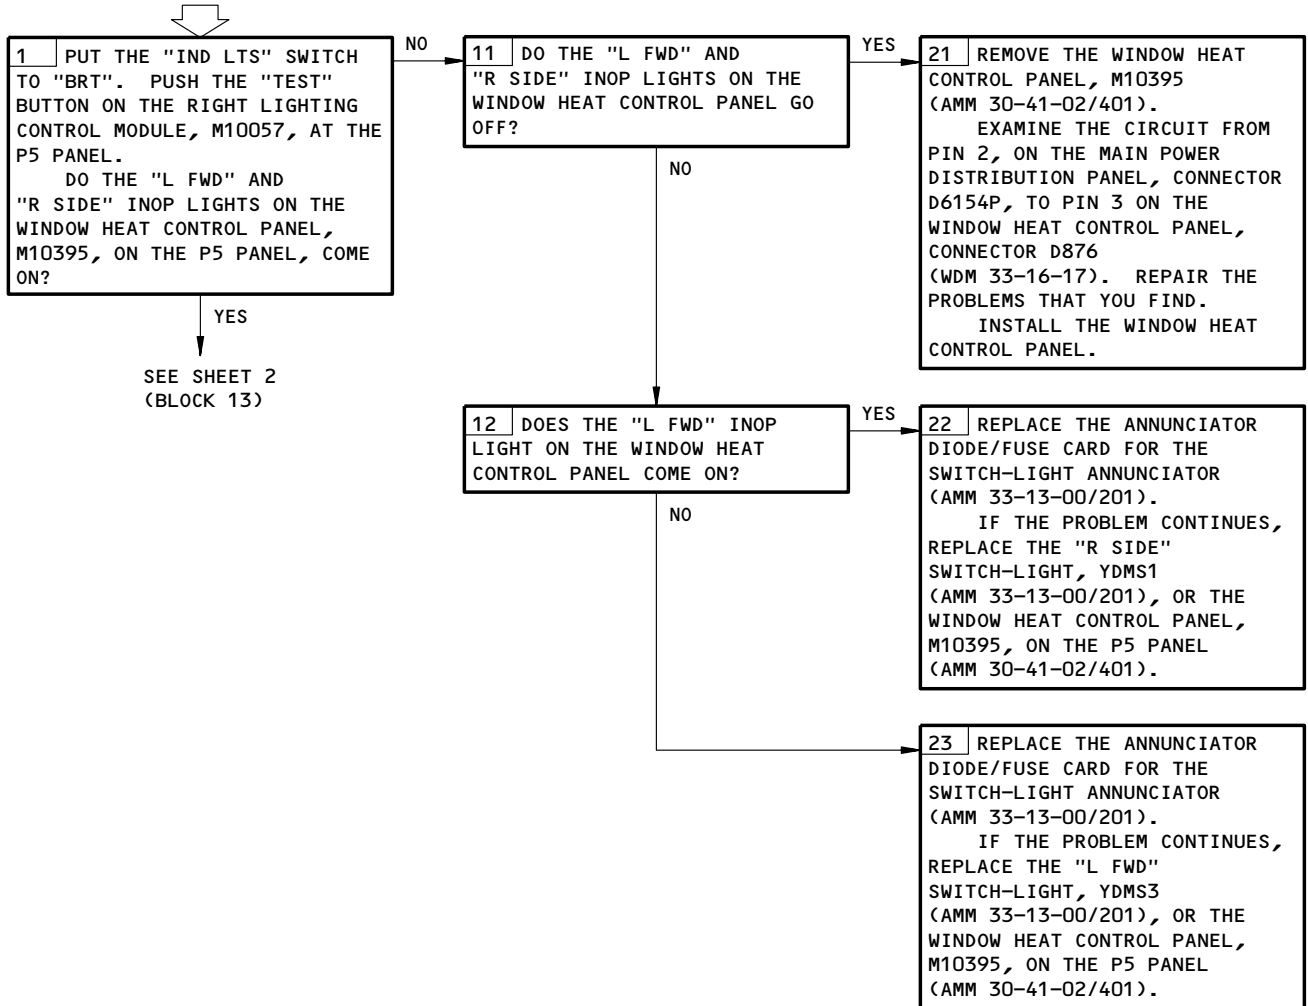 1 PUT THE "IND LTS" SWITCH
TO "BRT". PUSH THE "TEST"
BUTTON ON THE RIGHT LIGHTING
CONTROL MODULE, M10057, AT THE
P5 PANEL.
DO THE "L FWD" AND
"R SIDE" INOP LIGHTS ON THE
WINDOW HEAT CONTROL PANEL,
M10395, ON THE P5 PANEL, COME
ON?
NO
YES
SEE SHEET 2
(BLOCK 13)
11 DO THE "L FWD" AND
"R SIDE" INOP LIGHTS ON THE
WINDOW HEAT CONTROL PANEL GO
OFF?
YES
NO
21 REMOVE THE WINDOW HEAT
CONTROL PANEL, M10395
(AMM 30-41-02/401).
EXAMINE THE CIRCUIT FROM
PIN 2, ON THE MAIN POWER
DISTRIBUTION PANEL, CONNECTOR
D6154P, TO PIN 3 ON THE
WINDOW HEAT CONTROL PANEL,
CONNECTOR D876
(WDM 33-16-17). REPAIR THE
PROBLEMS THAT YOU FIND.
INSTALL THE WINDOW HEAT
CONTROL PANEL.
12 DOES THE "L FWD" INOP
LIGHT ON THE WINDOW HEAT
CONTROL PANEL COME ON?
YES
NO
22 REPLACE THE ANNUNCIATOR
DIODE/FUSE CARD FOR THE
SWITCH-LIGHT ANNUNCIATOR
(AMM 33-13-00/201).
IF THE PROBLEM CONTINUES,
REPLACE THE "R SIDE"
SWITCH-LIGHT, YDMS1
(AMM 33-13-00/201), OR THE
WINDOW HEAT CONTROL PANEL,
M10395, ON THE P5 PANEL
(AMM 30-41-02/401).
23 REPLACE THE ANNUNCIATOR
DIODE/FUSE CARD FOR THE
SWITCH-LIGHT ANNUNCIATOR
(AMM 33-13-00/201).
IF THE PROBLEM CONTINUES,
REPLACE THE "L FWD"
SWITCH-LIGHT, YDMS3
(AMM 33-13-00/201), OR THE
WINDOW HEAT CONTROL PANEL,
M10395, ON THE P5 PANEL
(AMM 30-41-02/401).